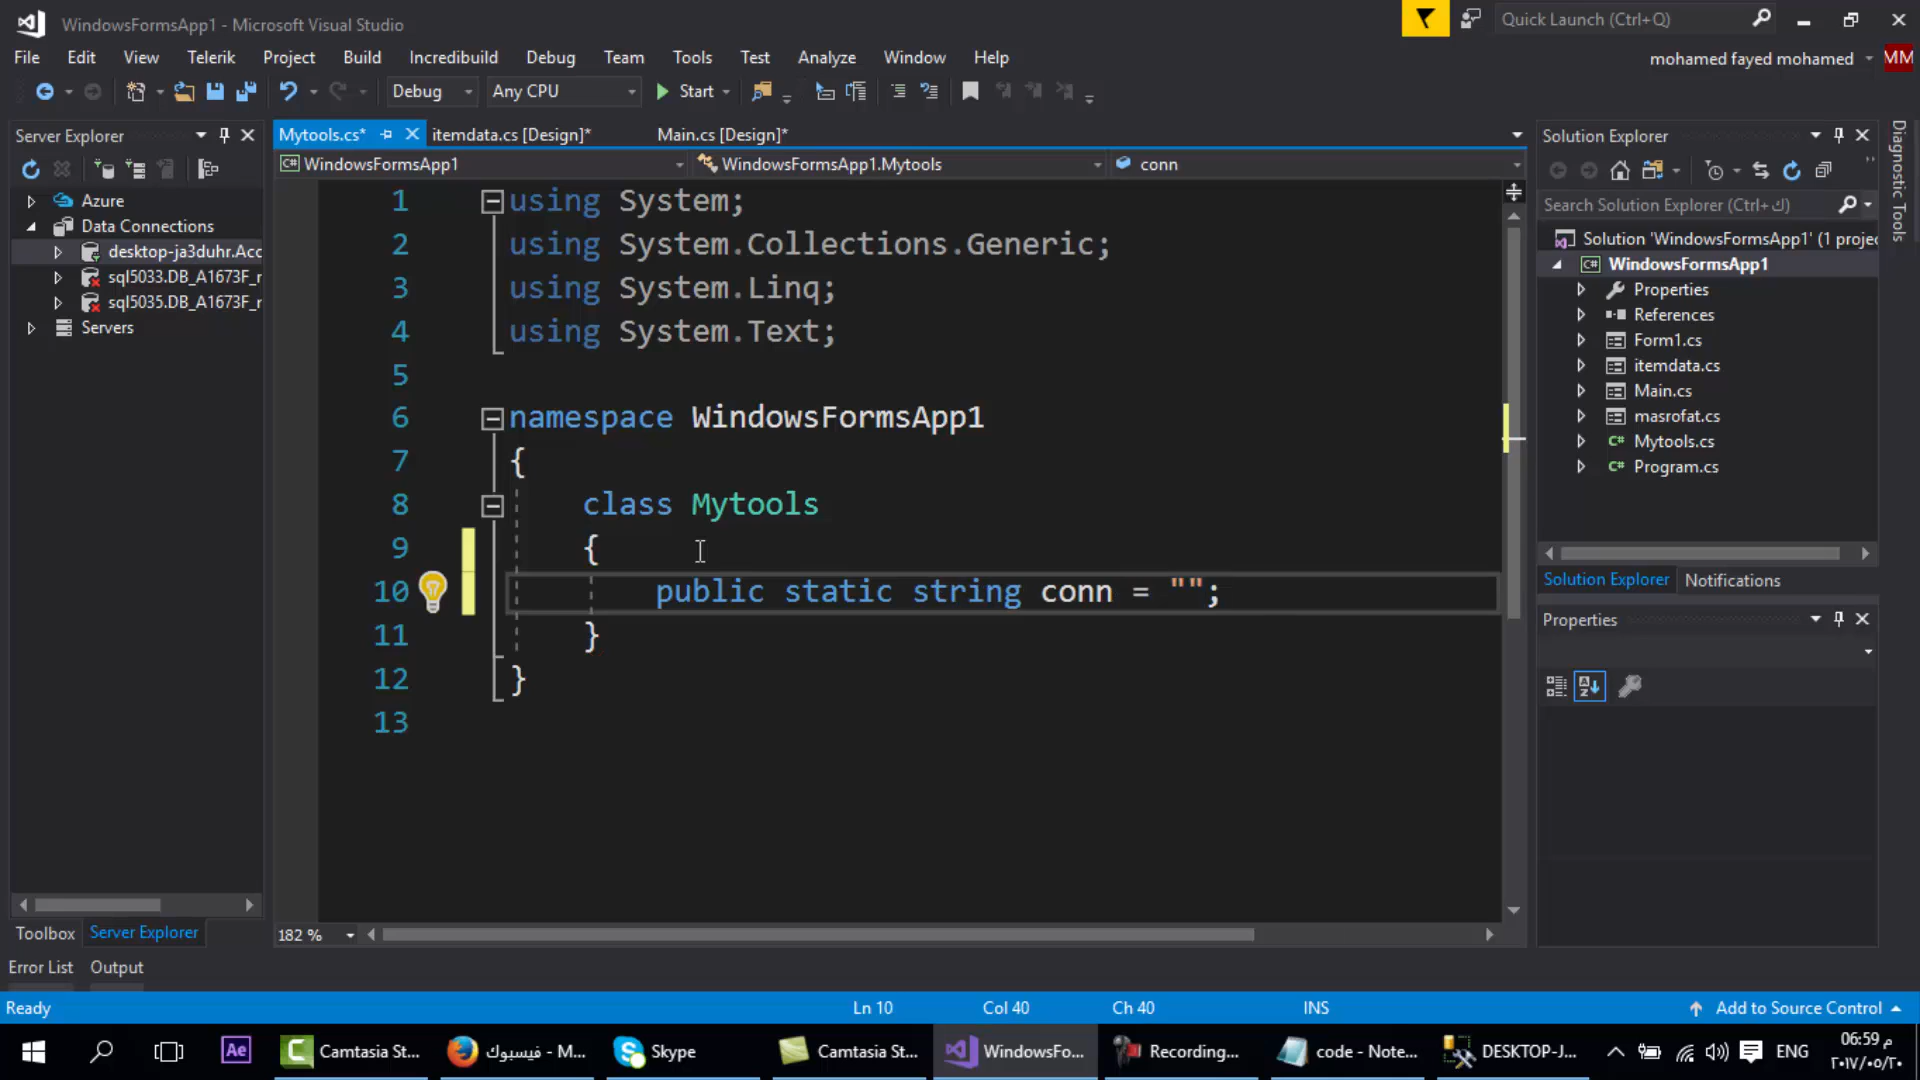 WindowsFormsApp1 - Microsoft Visual Studio
Quick Launch (Ctrl+Q)
File Edit View Telerik Project Build Incredibuild Debug Team Tools Test Analyze Window Help
mohamed fayed mohamed MM
Debug Any CPU Start
Server Explorer
Azure
Data Connections
desktop-ja3duhr.Acc
sql5033.DB_A1673F_r
sql5035.DB_A1673F_r
Servers
Toolbox Server Explorer
Mytools.cs* itemdata.cs [Design]* Main.cs [Design]*
WindowsFormsApp1 WindowsFormsApp1.Mytools conn
1 using System;
2 using System.Collections.Generic;
3 using System.Linq;
4 using System.Text;
5
6 namespace WindowsFormsApp1
7 {
8 class Mytools
9 {
10 public static string conn = "";
11 }
12 }
13
182 %
Solution Explorer
Search Solution Explorer (Ctrl+ك)
Solution 'WindowsFormsApp1' (1 projec
WindowsFormsApp1
Properties
References
Form1.cs
itemdata.cs
Main.cs
masrofat.cs
Mytools.cs
Program.cs
Solution Explorer Notifications
Properties
Diagnostic Tools
Error List Output
Ready Ln 10 Col 40 Ch 40 INS Add to Source Control
Ae Camtasia St... فيسبوك - M... Skype Camtasia St... WindowsFo... Recording... code - Note... DESKTOP-J... ENG
06:59 م
٢٠١٧/٠٥/٢٠